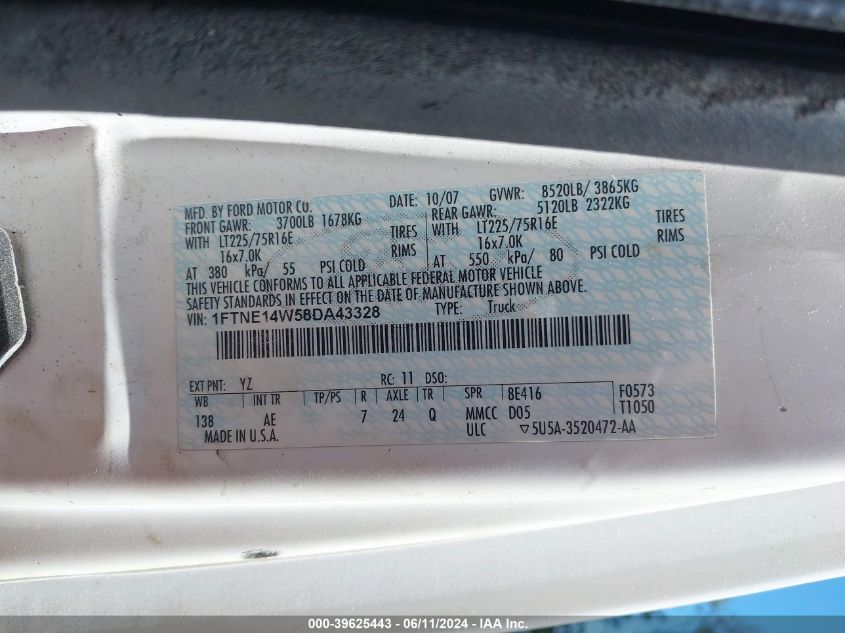 MFD. BY FORD MOTOR CO. DATE: 10/07 GVWR: 8520LB/ 3865KG
FRONT GAWR: 3700LB 1678KG REAR GAWR: 5120LB 2322KG
WITH LT225/75R16E TIRES WITH LT225/75R16E TIRES
16x7.0K RIMS 16x7.0K RIMS
AT 380 kPa/ 55 PSI COLD AT 550 kPa/ 80 PSI COLD
THIS VEHICLE CONFORMS TO ALL APPLICABLE FEDERAL MOTOR VEHICLE
SAFETY STANDARDS IN EFFECT ON THE DATE OF MANUFACTURE SHOWN ABOVE.
VIN: 1FTNE14W58DA43328 TYPE: Truck
EXT PNT: YZ RC: 11 DSO:
WB INT TR TP/PS R AXLE TR SPR 8E416 F0573
138 AE 7 24 Q MMCC D05 T1050
MADE IN U.S.A. ULC ▽5U5A-3520472-AA
000-39625443 - 06/11/2024 - IAA Inc.